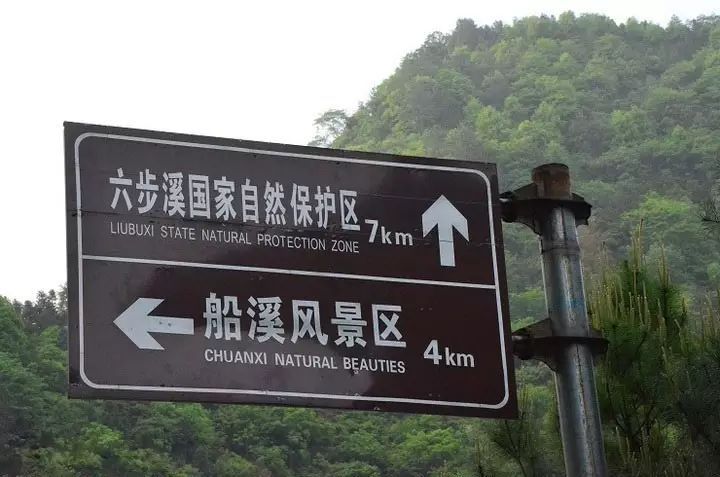 六步溪国家自然保护区 7km
LIUBUXI STATE NATURAL PROTECTION ZONE
船溪风景区 4km
CHUANXI NATURAL BEAUTIES